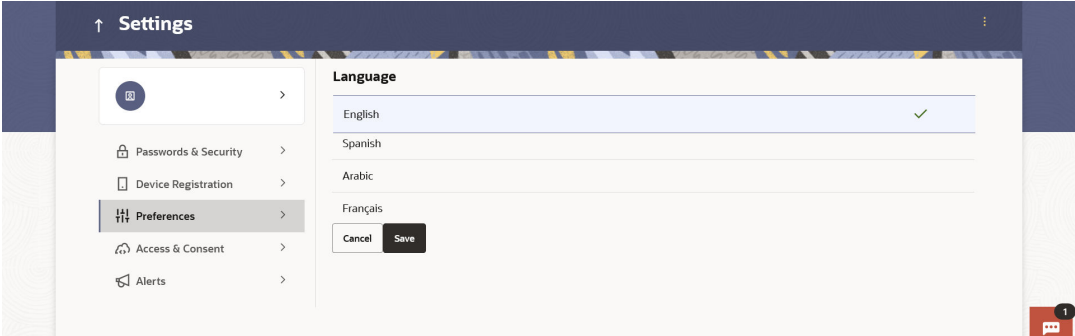 Settings
Language
English
Spanish
Arabic
Français
Cancel
Save
Passwords & Security
Device Registration
Preferences
Access & Consent
Alerts
1